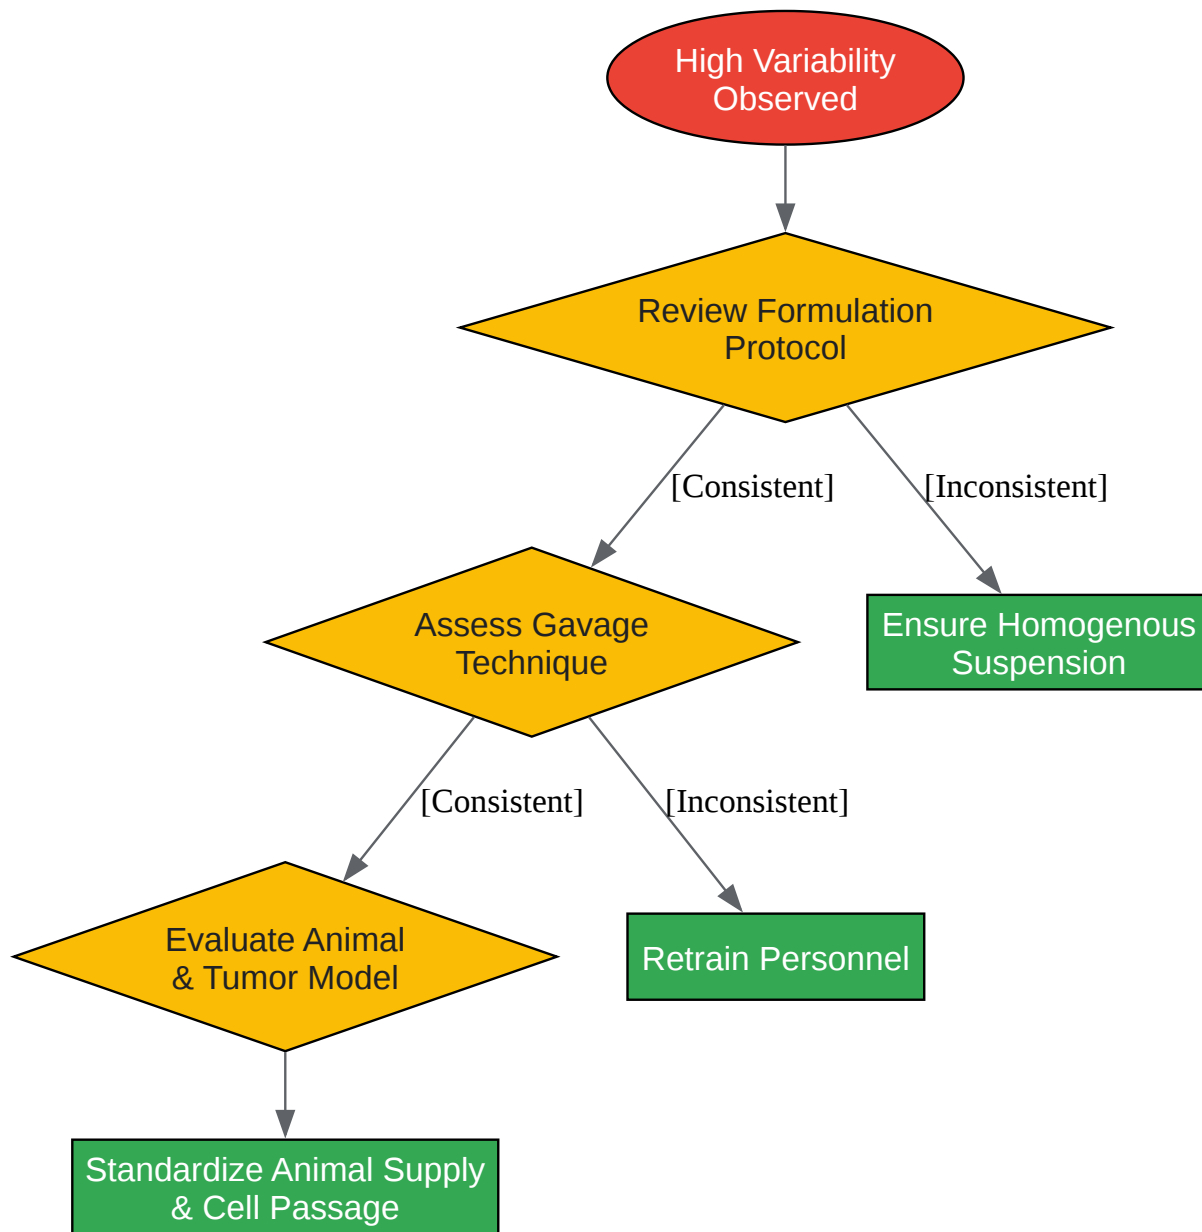 High Variability
Observed
Review Formulation
Protocol
[Consistent]
[Inconsistent]
Assess Gavage
Technique
Ensure Homogenous
Suspension
[Consistent]
[Inconsistent]
Evaluate Animal
& Tumor Model
Retrain Personnel
Standardize Animal Supply
& Cell Passage